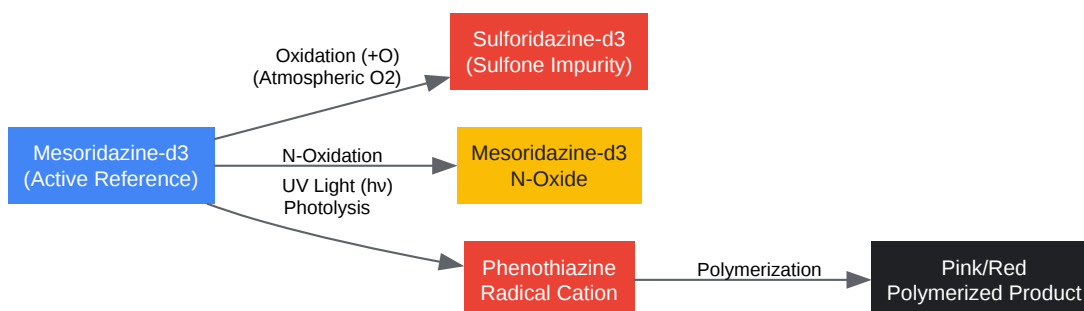 Sulforidazine-d3
(Sulfone Impurity)
Oxidation (+O)
(Atmospheric O2)
Mesoridazine-d3
(Active Reference)
N-Oxidation
Mesoridazine-d3
N-Oxide
UV Light (hν)
Photolysis
Phenothiazine
Radical Cation
Polymerization
Pink/Red
Polymerized Product